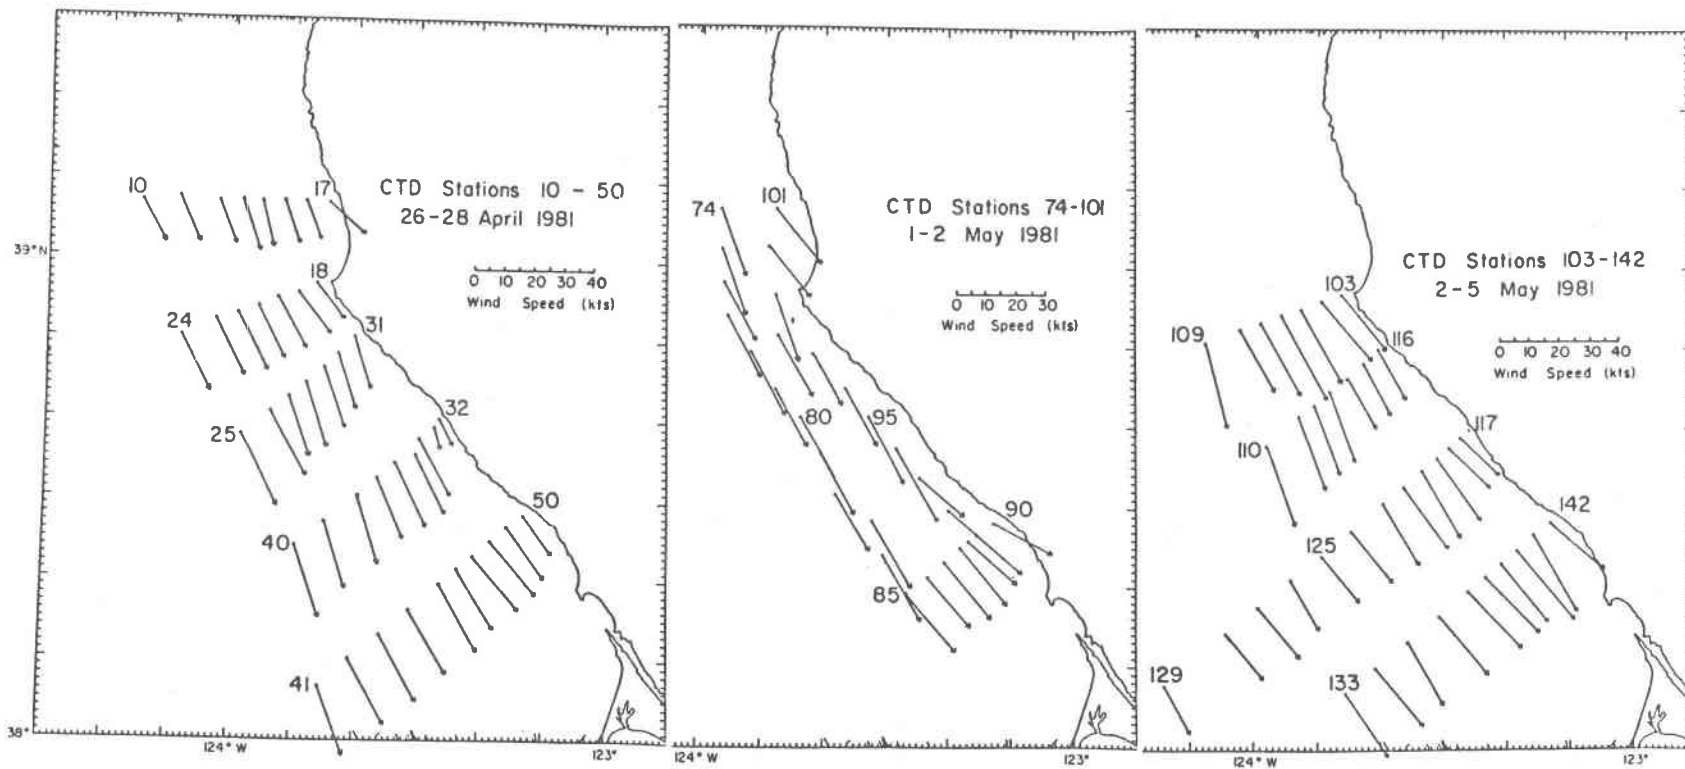 10
17
CTD Stations 10 - 50
26-28 April 1981
39°N
0 10 20 30 40
Wind Speed (kts)
18
24
31
25
32
40
50
41
38°
124° W
123°
74
101
CTD Stations 74-101
1-2 May 1981
0 10 20 30
Wind Speed (kts)
80
95
90
85
124° W
123°
CTD Stations 103-142
2-5 May 1981
103
109
116
0 10 20 30 40
Wind Speed (kts)
110
117
142
125
129
133
124° W
123°